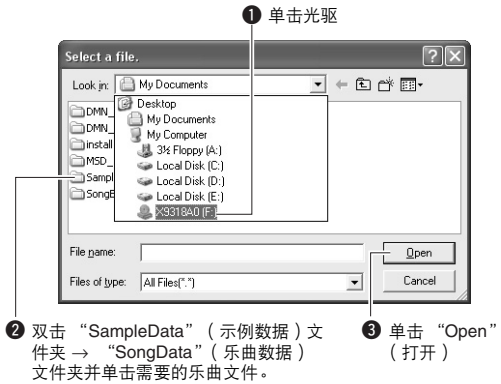 ❶ 单击光驱
Select a file.
Look in: My Documents
Desktop
My Documents
My Computer
3½ Floppy (A:)
Local Disk (C:)
Local Disk (D:)
Local Disk (E:)
X9318A0 (F:)
DMN_
DMN_
install
MSD_
Sampl
SongE
File name:
Open
Files of type: All Files(*.*)
Cancel
❷ 双击 “SampleData”（示例数据）文
件夹 → “SongData”（乐曲数据）
文件夹并单击需要的乐曲文件。
❸ 单击 “Open”
（打开）